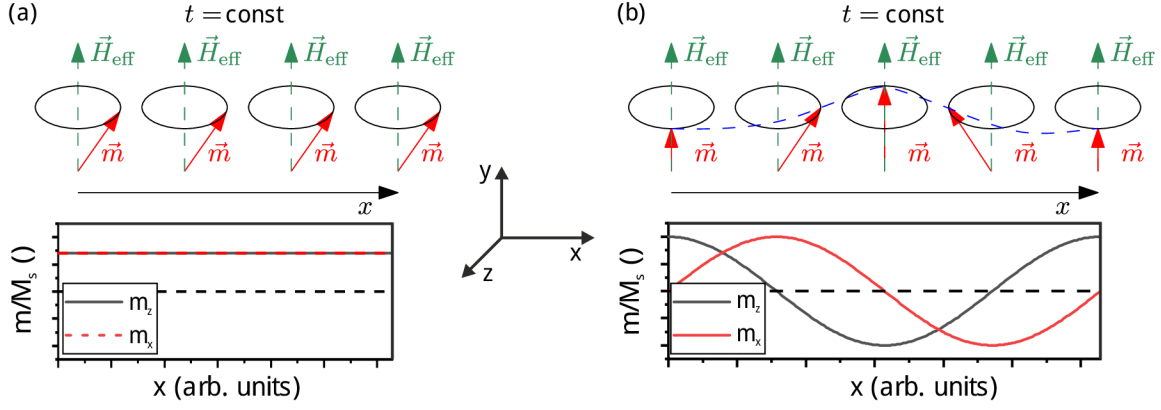 (a)
t = const
H⃗eff H⃗eff H⃗eff H⃗eff
m⃗ m⃗ m⃗ m⃗
x
m/Ms ()
mz
mx
x (arb. units)
y
x
z
(b)
t = const
H⃗eff H⃗eff H⃗eff H⃗eff H⃗eff
m⃗ m⃗ m⃗ m⃗ m⃗
x
m/Ms ()
mz
mx
x (arb. units)